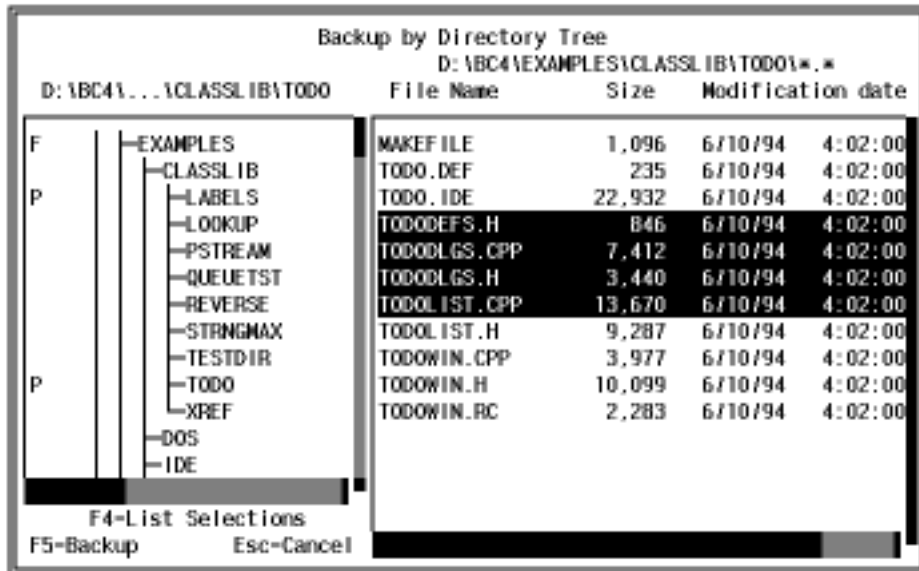 Backup by Directory Tree
D:\BC4\EXAMPLES\CLASSLIB\TODO\*.*
D:\BC4\...\CLASSLIB\TODO File Name Size Modification date
F EXAMPLES MAKEFILE 1,096 6/10/94 4:02:00
CLASSLIB TODO.DEF 235 6/10/94 4:02:00
P LABELS TODO.IDE 22,932 6/10/94 4:02:00
LOOKUP TODODEFS.H 846 6/10/94 4:02:00
PSTREAM TODODLGS.CPP 7,412 6/10/94 4:02:00
QUEUETST TODODLGS.H 3,440 6/10/94 4:02:00
REVERSE TODOLIST.CPP 13,670 6/10/94 4:02:00
STRNGMAX TODOLIST.H 9,287 6/10/94 4:02:00
TESTDIR TODOWIN.CPP 3,977 6/10/94 4:02:00
P TODO TODOWIN.H 10,099 6/10/94 4:02:00
XREF TODOWIN.RC 2,283 6/10/94 4:02:00
DOS
IDE
F4=List Selections
F5=Backup Esc=Cancel